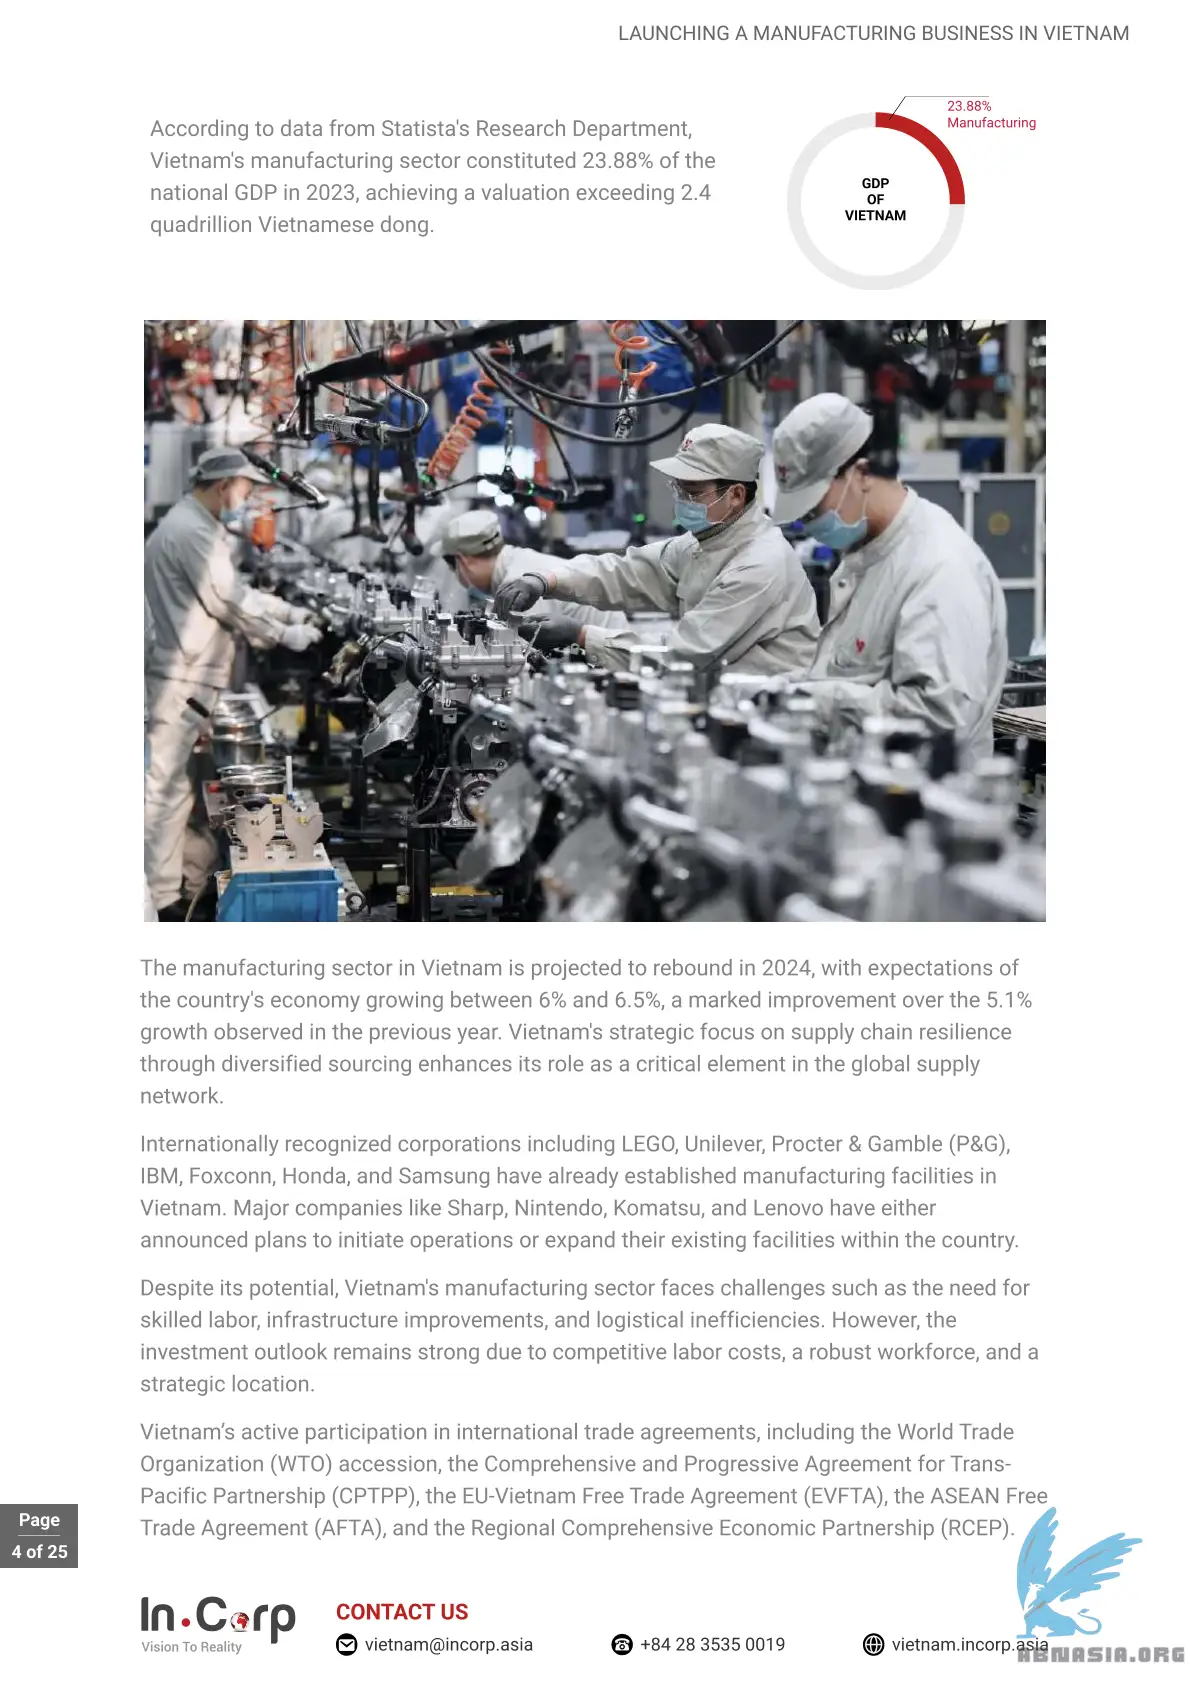 LAUNCHING A MANUFACTURING BUSINESS IN VIETNAM
According to data from Statista's Research Department,
Vietnam's manufacturing sector constituted 23.88% of the
national GDP in 2023, achieving a valuation exceeding 2.4
quadrillion Vietnamese dong.
23.88%
Manufacturing
GDP
OF
VIETNAM
The manufacturing sector in Vietnam is projected to rebound in 2024, with expectations of
the country's economy growing between 6% and 6.5%, a marked improvement over the 5.1%
growth observed in the previous year. Vietnam's strategic focus on supply chain resilience
through diversified sourcing enhances its role as a critical element in the global supply
network.
Internationally recognized corporations including LEGO, Unilever, Procter & Gamble (P&G),
IBM, Foxconn, Honda, and Samsung have already established manufacturing facilities in
Vietnam. Major companies like Sharp, Nintendo, Komatsu, and Lenovo have either
announced plans to initiate operations or expand their existing facilities within the country.
Despite its potential, Vietnam's manufacturing sector faces challenges such as the need for
skilled labor, infrastructure improvements, and logistical inefficiencies. However, the
investment outlook remains strong due to competitive labor costs, a robust workforce, and a
strategic location.
Vietnam’s active participation in international trade agreements, including the World Trade
Organization (WTO) accession, the Comprehensive and Progressive Agreement for Trans-
Pacific Partnership (CPTPP), the EU-Vietnam Free Trade Agreement (EVFTA), the ASEAN Free
Trade Agreement (AFTA), and the Regional Comprehensive Economic Partnership (RCEP).
Page
4 of 25
In.Corp
Vision To Reality
CONTACT US
vietnam@incorp.asia
+84 28 3535 0019
vietnam.incorp.asia
ABNASIA.ORG